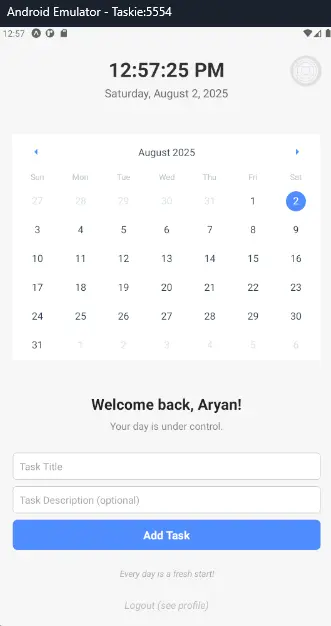 Android Emulator - Taskie:5554
12:57
12:57:25 PM
Saturday, August 2, 2025
August 2025
Sun Mon Tue Wed Thu Fri Sat
27 28 29 30 31 1 2
3 4 5 6 7 8 9
10 11 12 13 14 15 16
17 18 19 20 21 22 23
24 25 26 27 28 29 30
31 1 2 3 4 5 6
Welcome back, Aryan!
Your day is under control.
Task Title
Task Description (optional)
Add Task
Every day is a fresh start!
Logout (see profile)